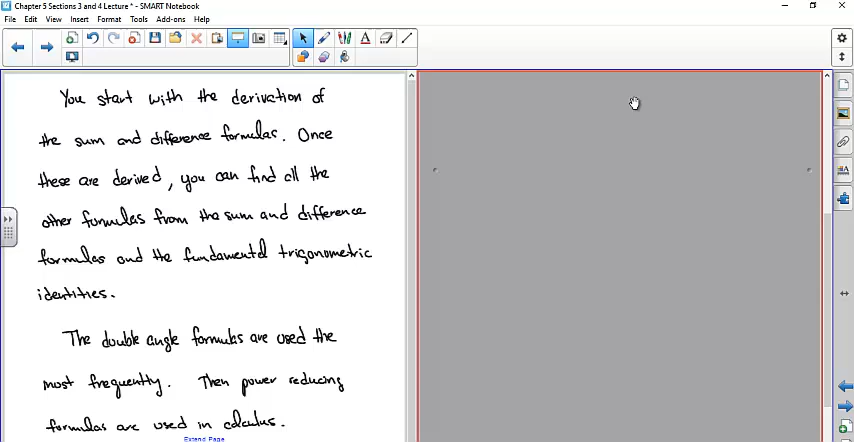 Chapter 5 Sections 3 and 4 Lecture * - SMART Notebook
File Edit View Insert Format Tools Add-ons Help
You start with the derivation of
the sum and difference formulas. Once
these are derived, you can find all the
other formulas from the sum and difference
formulas and the fundamental trigonometric
identities.
The double angle formulas are used the
most frequently. Then power reducing
formulas are used in calculus.
Extend Page